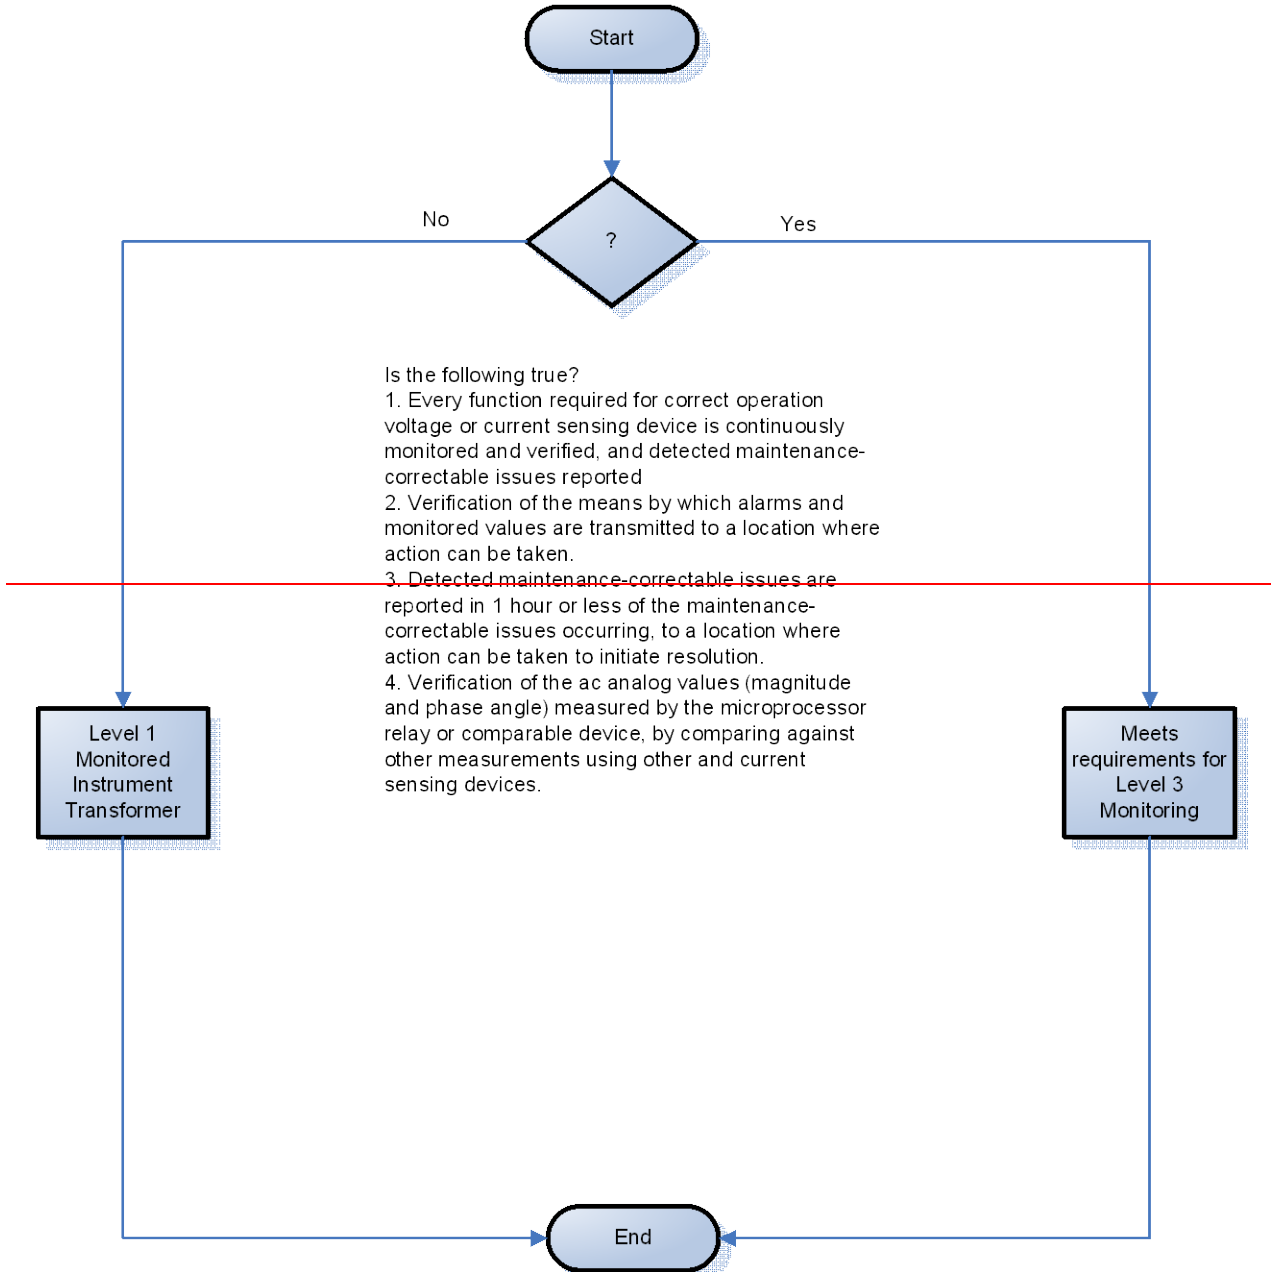 Start
No
Yes
?
Is the following true?
1. Every function required for correct operation
voltage or current sensing device is continuously
monitored and verified, and detected maintenance-
correctable issues reported
2. Verification of the means by which alarms and
monitored values are transmitted to a location where
action can be taken.
3. Detected maintenance-correctable issues are
reported in 1 hour or less of the maintenance-
correctable issues occurring, to a location where
action can be taken to initiate resolution.
4. Verification of the ac analog values (magnitude
and phase angle) measured by the microprocessor
relay or comparable device, by comparing against
other measurements using other and current
sensing devices.
Level 1
Monitored
Instrument
Transformer
Meets
requirements for
Level 3
Monitoring
End